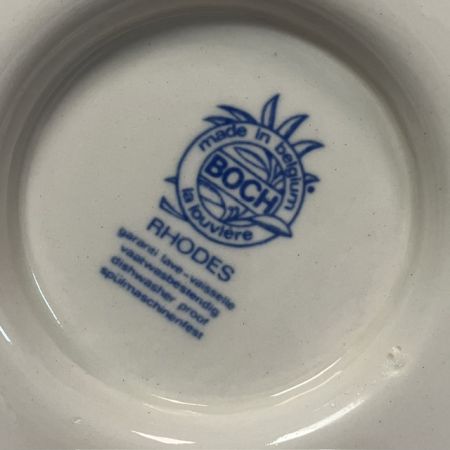 made in belgium
BOCH
la louvière
RHODES
garanti lave-vaisselle
vaatwasbestendig
dishwasher proof
spülmaschinenfest